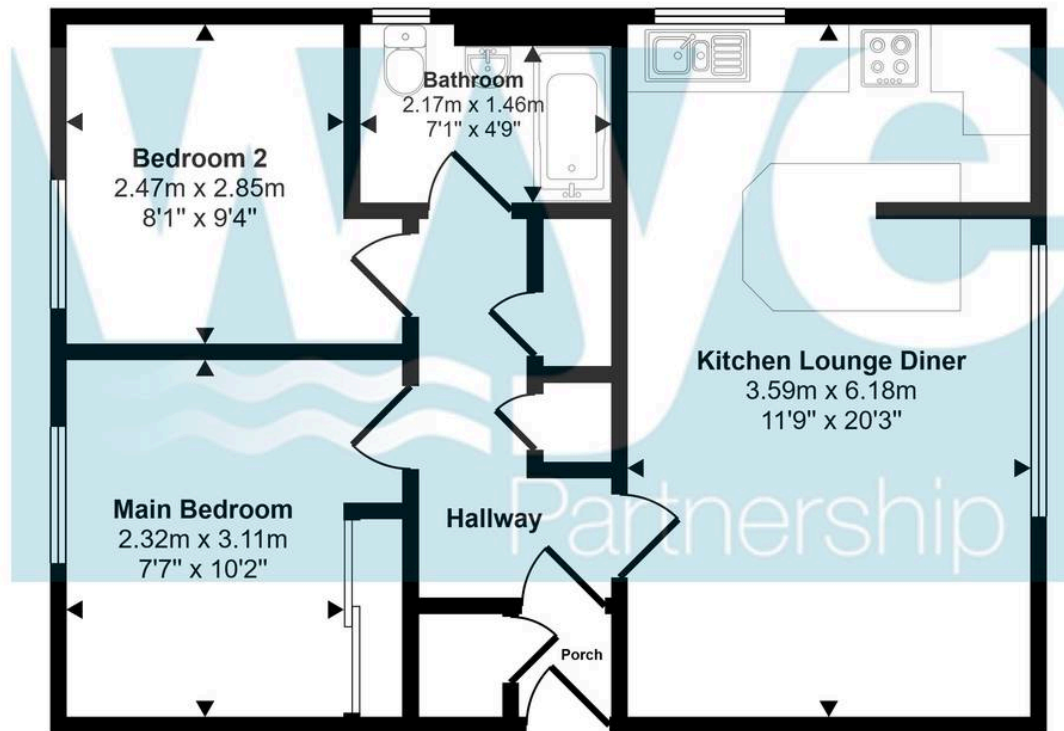 Bathroom
2.17m x 1.46m
7'1" x 4'9"
Bedroom 2
2.47m x 2.85m
8'1" x 9'4"
Kitchen Lounge Diner
3.59m x 6.18m
11'9" x 20'3"
Main Bedroom
2.32m x 3.11m
7'7" x 10'2"
Hallway
Porch
Wye
Partnership